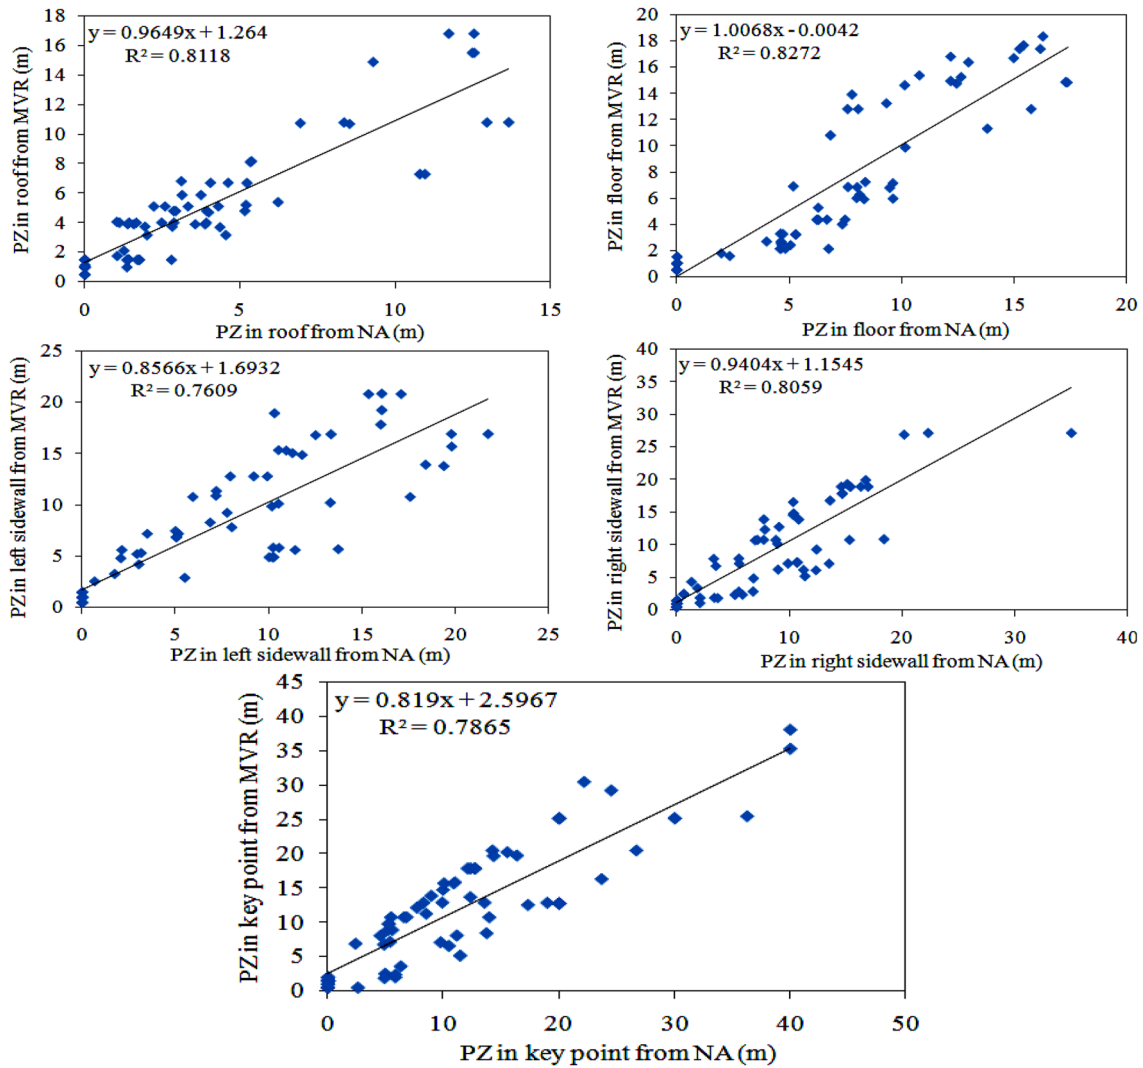 y = 0.9649x + 1.264
R² = 0.8118
PZ in roof from MVR (m)
18
16
14
12
10
8
6
4
2
0
0 5 10 15
PZ in roof from NA (m)
y = 1.0068x - 0.0042
R² = 0.8272
PZ in floor from MVR (m)
20
18
16
14
12
10
8
6
4
2
0
0 5 10 15 20
PZ in floor from NA (m)
y = 0.8566x + 1.6932
R² = 0.7609
PZ in left sidewall from MVR (m)
25
20
15
10
5
0
0 5 10 15 20 25
PZ in left sidewall from NA (m)
y = 0.9404x + 1.1545
R² = 0.8059
PZ in right sidewall from MVR (m)
40
35
30
25
20
15
10
5
0
0 10 20 30 40
PZ in right sidewall from NA (m)
y = 0.819x + 2.5967
R² = 0.7865
PZ in key point from MVR (m)
45
40
35
30
25
20
15
10
5
0
0 10 20 30 40 50
PZ in key point from NA (m)